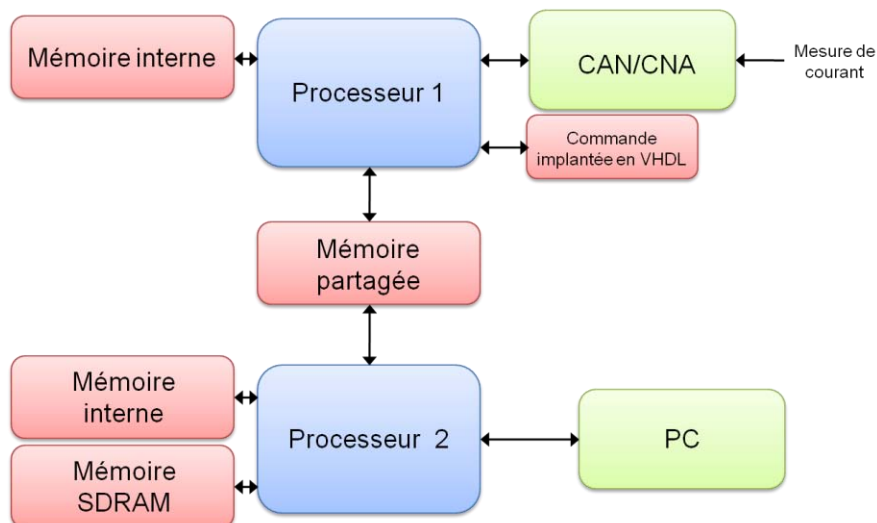 Mémoire interne
Processeur 1
CAN/CNA
Mesure de
courant
Commande
implantée en VHDL
Mémoire
partagée
Mémoire
interne
Processeur 2
PC
Mémoire
SDRAM